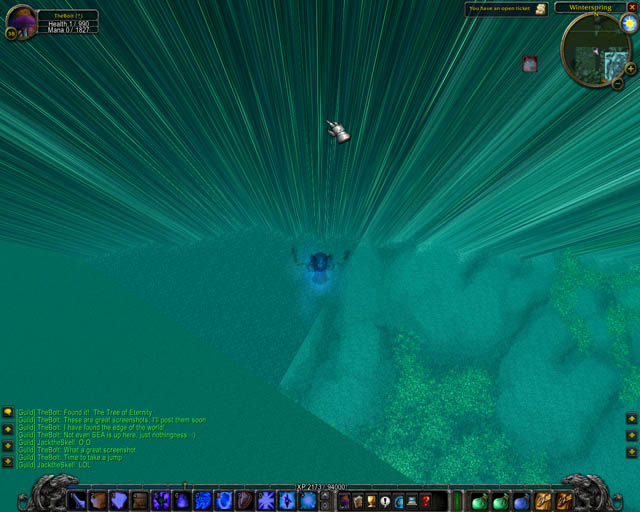 TheBolt (*)
Health 1 / 990
Mana 0 / 1827
38
You have an open ticket
Winterspring
N
[Guild] TheBolt: Found it! The Tree of Eternity
[Guild] TheBolt: These are great screenshots. I'll post them soon
[Guild] TheBolt: I have found the edge of the world!
[Guild] TheBolt: Not even SEA is up here, just nothingness :-)
[Guild] JacktheSkell: O.O
[Guild] TheBolt: What a great screenshot
[Guild] TheBolt: Time to take a jump
[Guild] JacktheSkell: LOL
XP 2173 / 94000